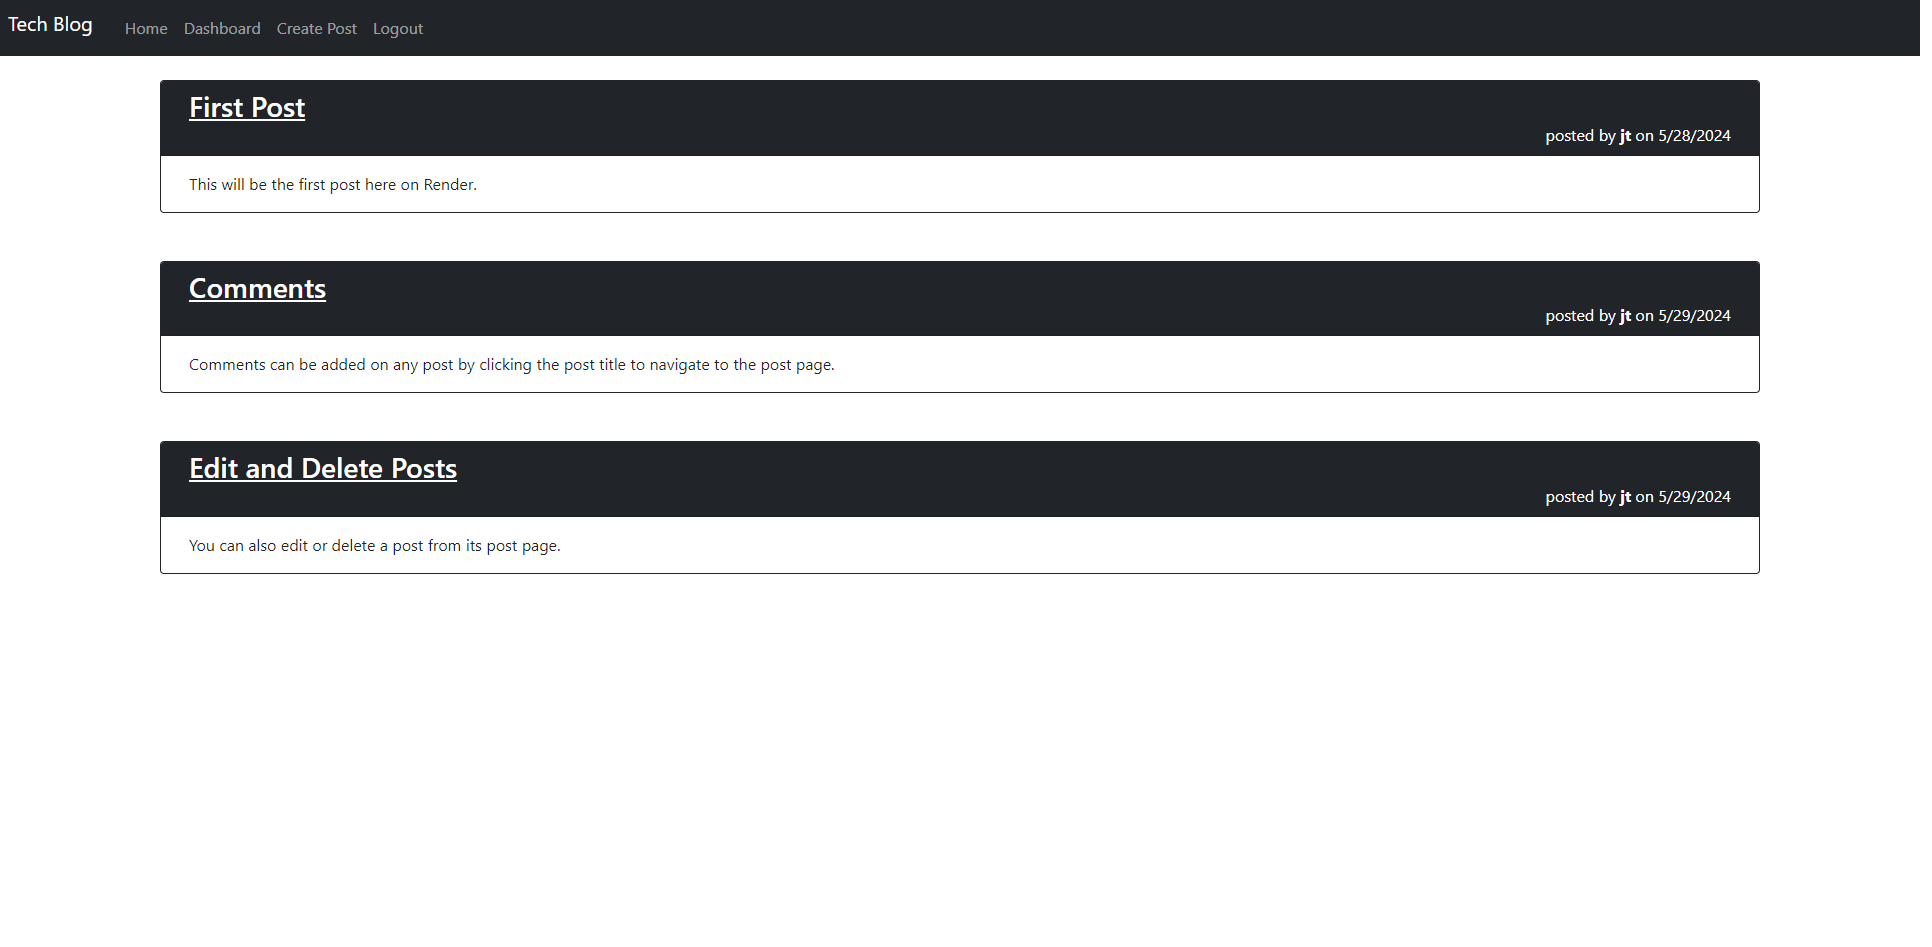 Tech Blog Home Dashboard Create Post Logout
First Post
posted by jt on 5/28/2024
This will be the first post here on Render.
Comments
posted by jt on 5/29/2024
Comments can be added on any post by clicking the post title to navigate to the post page.
Edit and Delete Posts
posted by jt on 5/29/2024
You can also edit or delete a post from its post page.